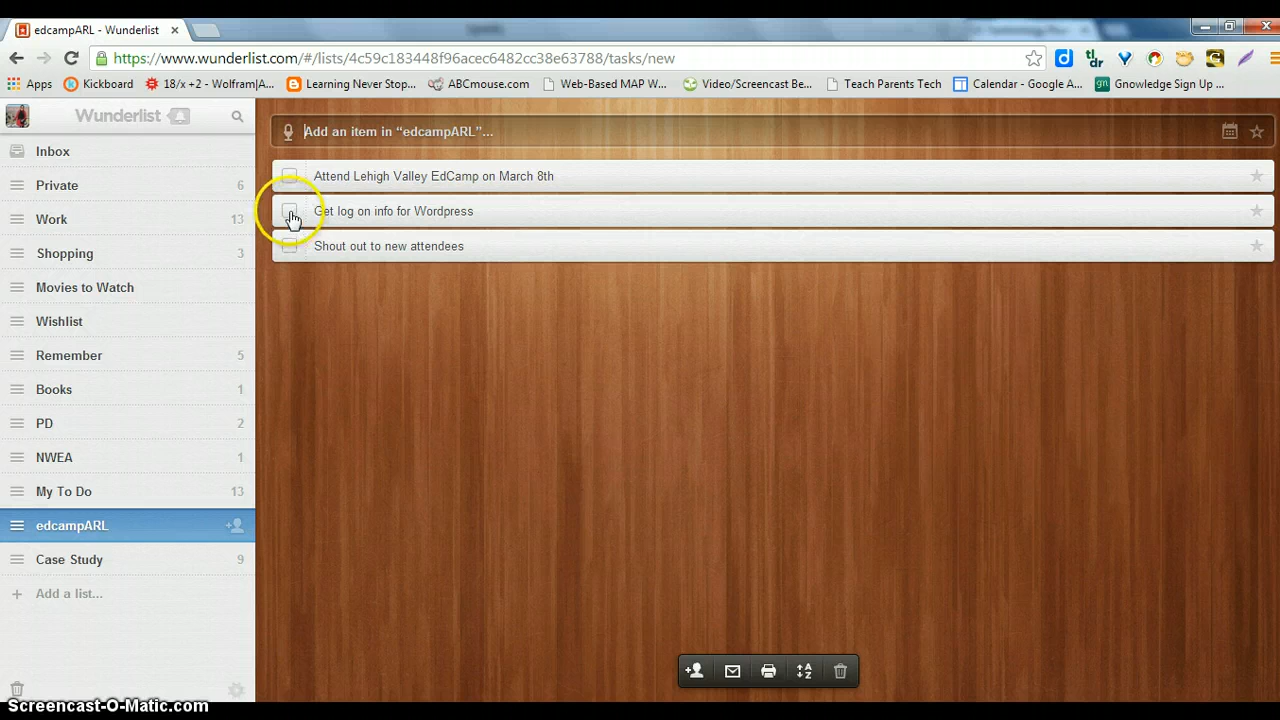 edcampARL - Wunderlist
https://www.wunderlist.com/#/lists/4c59c183448f96acec6482cc38e63788/tasks/new
Apps Kickboard 18/x +2 - Wolfram|A... Learning Never Stop... ABCmouse.com Web-Based MAP W... Video/Screencast Be... Teach Parents Tech Calendar - Google A... Gnowledge Sign Up ...
Wunderlist
Add an item in “edcampARL”...
Inbox
Private 6
Work 13
Shopping 3
Movies to Watch
Wishlist
Remember 5
Books 1
PD 2
NWEA 1
My To Do 13
edcampARL
Case Study 9
Add a list...
Attend Lehigh Valley EdCamp on March 8th
Get log on info for Wordpress
Shout out to new attendees
Screencast-O-Matic.com